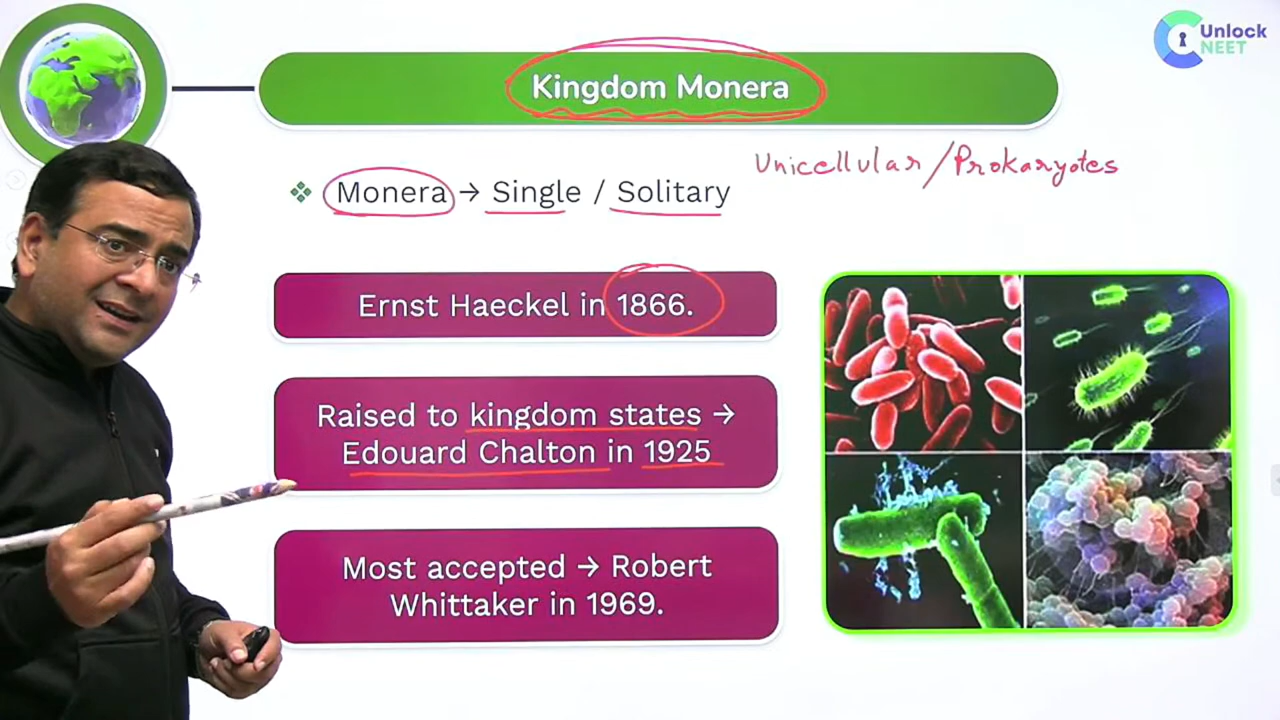 Unlock
NEET
Kingdom Monera
Unicellular/Prokaryotes
❖ Monera → Single / Solitary
Ernst Haeckel in 1866.
Raised to kingdom states →
Edouard Chalton in 1925
Most accepted → Robert
Whittaker in 1969.